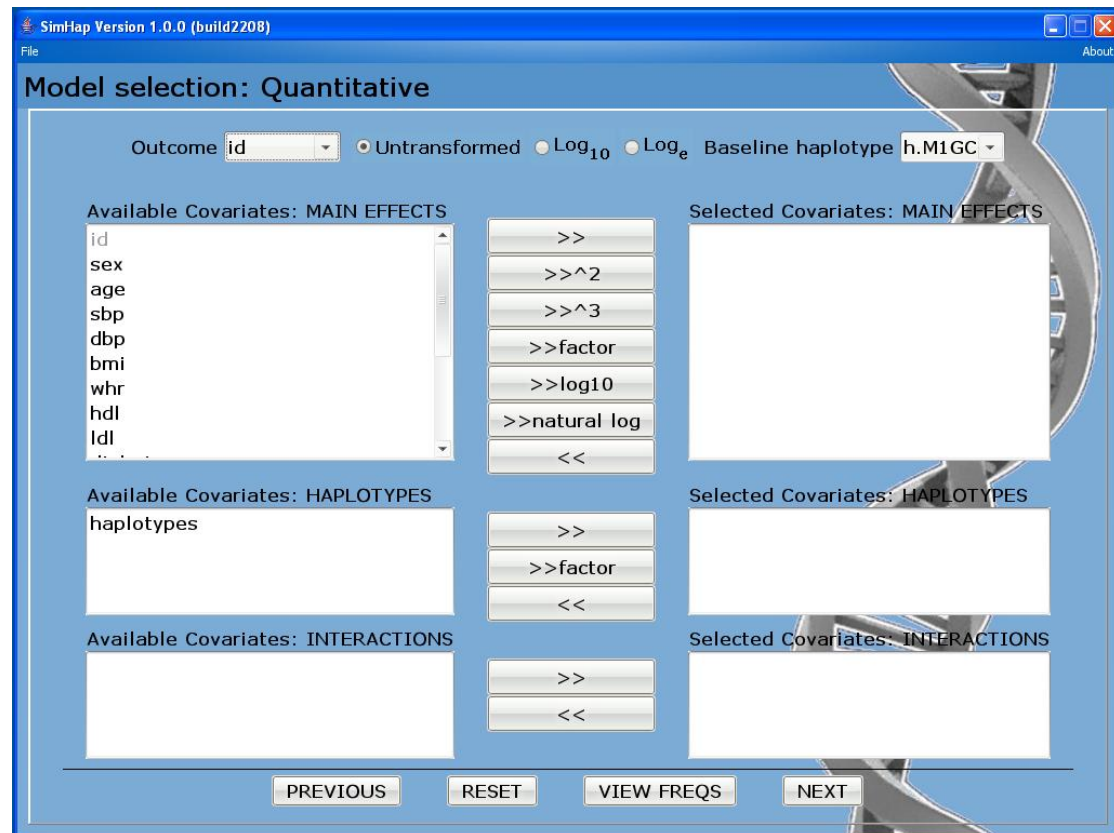 SimHap Version 1.0.0 (build2208)
File About
Model selection: Quantitative
Outcome id Untransformed Log10 Loge Baseline haplotype h.M1GC
Available Covariates: MAIN EFFECTS
Selected Covariates: MAIN EFFECTS
id
sex
age
sbp
dbp
bmi
whr
hdl
ldl
>>
>>^2
>>^3
>>factor
>>log10
>>natural log
<<
Available Covariates: HAPLOTYPES
Selected Covariates: HAPLOTYPES
haplotypes
>>
>>factor
<<
Available Covariates: INTERACTIONS
Selected Covariates: INTERACTIONS
>>
<<
PREVIOUS RESET VIEW FREQS NEXT